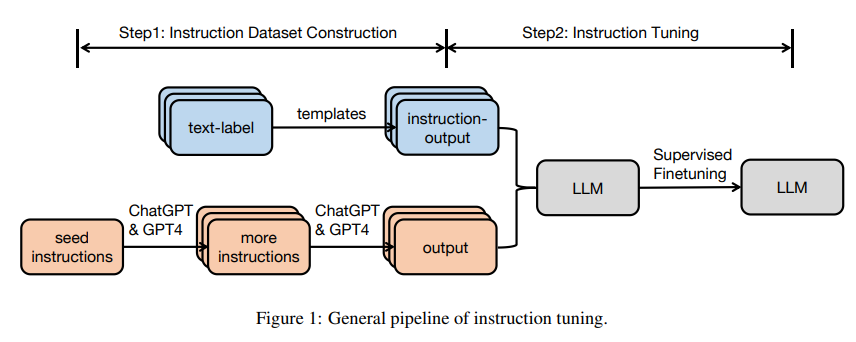 Step1: Instruction Dataset Construction
Step2: Instruction Tuning
text-label
templates
instruction-
output
seed
instructions
ChatGPT
& GPT4
more
instructions
ChatGPT
& GPT4
output
LLM
Supervised
Finetuning
LLM
Figure 1: General pipeline of instruction tuning.